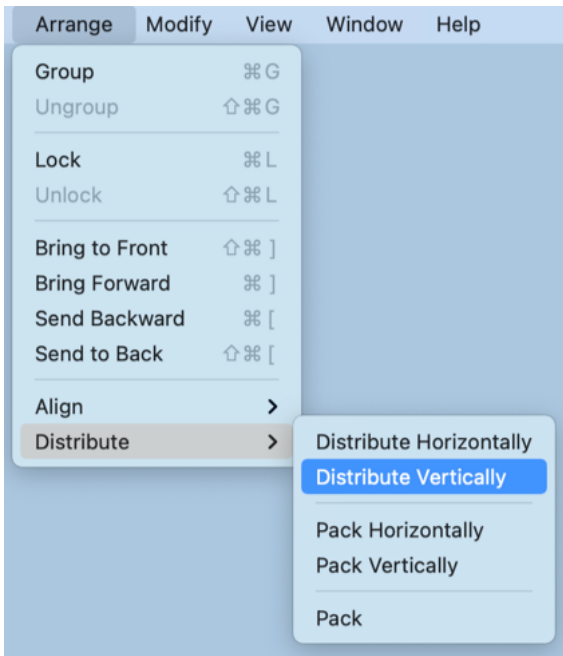 Arrange Modify View Window Help
Group ⌘G
Ungroup ⇧⌘G
Lock ⌘L
Unlock ⇧⌘L
Bring to Front ⇧⌘]
Bring Forward ⌘]
Send Backward ⌘[
Send to Back ⇧⌘[
Align
Distribute
Distribute Horizontally
Distribute Vertically
Pack Horizontally
Pack Vertically
Pack